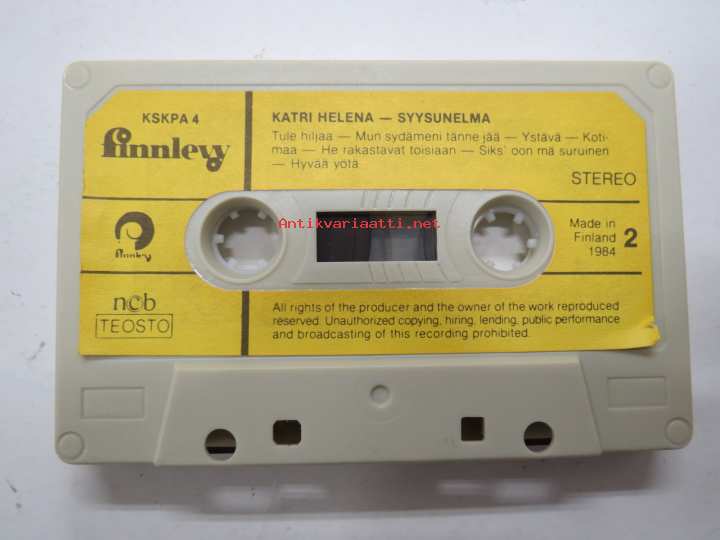 KSKPA 4
finnlevy
KATRI HELENA — SYYSUNELMA
Tule hiljaa — Mun sydämeni tänne jää — Ystävä — Koti-
maa — He rakastavat toisiaan — Siks' oon mä suruinen
— Hyvää yötä
STEREO
Antikvariaatti.net
finnlevy
Made in
Finland
1984
2
ncb
TEOSTO
All rights of the producer and the owner of the work reproduced
reserved. Unauthorized copying, hiring, lending, public performance
and broadcasting of this recording prohibited.